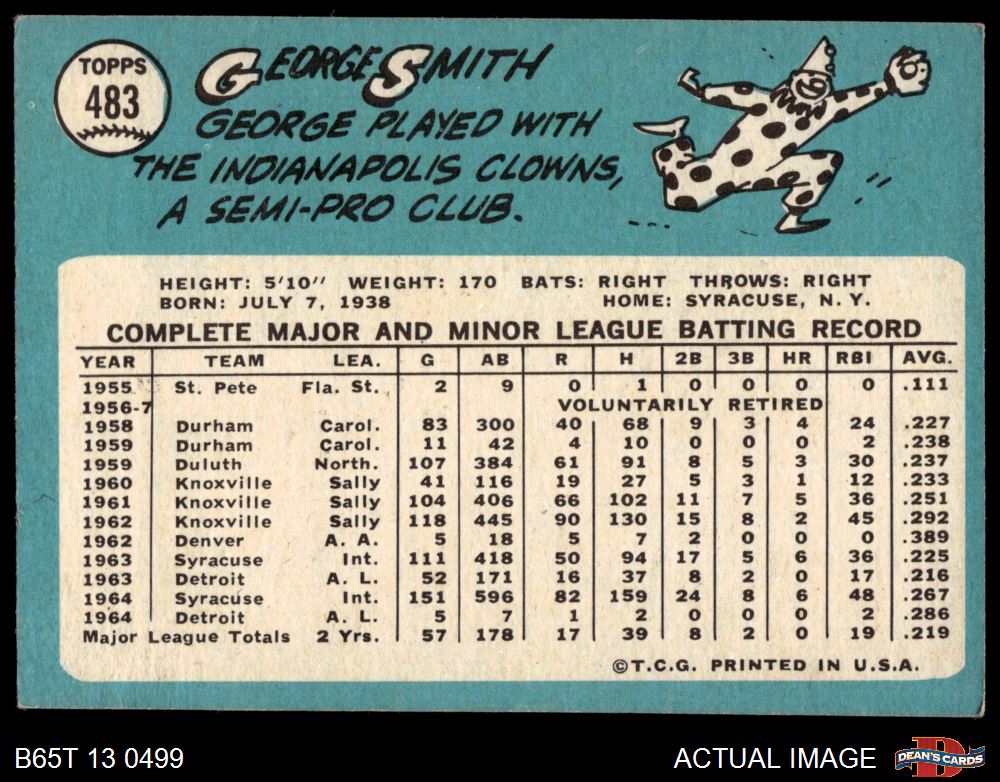 TOPPS
483
GEORGE SMITH
GEORGE PLAYED WITH
THE INDIANAPOLIS CLOWNS,
A SEMI-PRO CLUB.
HEIGHT: 5'10" WEIGHT: 170 BATS: RIGHT THROWS: RIGHT
BORN: JULY 7, 1938 HOME: SYRACUSE, N. Y.
COMPLETE MAJOR AND MINOR LEAGUE BATTING RECORD
YEAR TEAM LEA. G AB R H 2B 3B HR RBI AVG.
1955 St. Pete Fla. St. 2 9 0 1 0 0 0 0 .111
1956-7 VOLUNTARILY RETIRED
1958 Durham Carol. 83 300 40 68 9 3 4 24 .227
1959 Durham Carol. 11 42 4 10 0 0 0 2 .238
1959 Duluth North. 107 384 61 91 8 5 3 30 .237
1960 Knoxville Sally 41 116 19 27 5 3 1 12 .233
1961 Knoxville Sally 104 406 66 102 11 7 5 36 .251
1962 Knoxville Sally 118 445 90 130 15 8 2 45 .292
1962 Denver A. A. 5 18 5 7 2 0 0 0 .389
1963 Syracuse Int. 111 418 50 94 17 5 6 36 .225
1963 Detroit A. L. 52 171 16 37 8 2 0 17 .216
1964 Syracuse Int. 151 596 82 159 24 8 6 48 .267
1964 Detroit A. L. 5 7 1 2 0 0 0 2 .286
Major League Totals 2 Yrs. 57 178 17 39 8 2 0 19 .219
©T.C.G. PRINTED IN U.S.A.
B65T 13 0499 ACTUAL IMAGE D DEAN'S CARDS